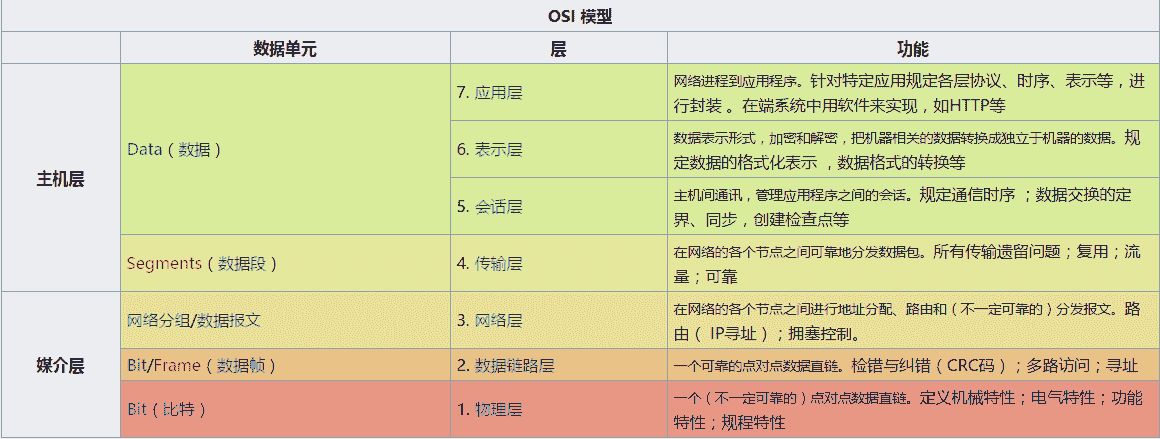 OSI 模型
数据单元 层 功能
主机层
Data（数据）
7. 应用层
网络进程到应用程序。针对特定应用规定各层协议、时序、表示等，进
行封装 。在端系统中用软件来实现，如HTTP等
6. 表示层
数据表示形式，加密和解密，把机器相关的数据转换成独立于机器的数据。规
定数据的格式化表示 ，数据格式的转换等
5. 会话层
主机间通讯，管理应用程序之间的会话。规定通信时序 ；数据交换的定
界、同步，创建检查点等
Segments（数据段）
4. 传输层
在网络的各个节点之间可靠地分发数据包。所有传输遗留问题；复用；流
量；可靠
媒介层
网络分组/数据报文
3. 网络层
在网络的各个节点之间进行地址分配、路由和（不一定可靠的）分发报文。路
由（ IP寻址）；拥塞控制。
Bit/Frame（数据帧）
2. 数据链路层
一个可靠的点对点数据直链。检错与纠错（CRC码）；多路访问；寻址
Bit（比特）
1. 物理层
一个（不一定可靠的）点对点数据直链。定义机械特性；电气特性；功能
特性；规程特性